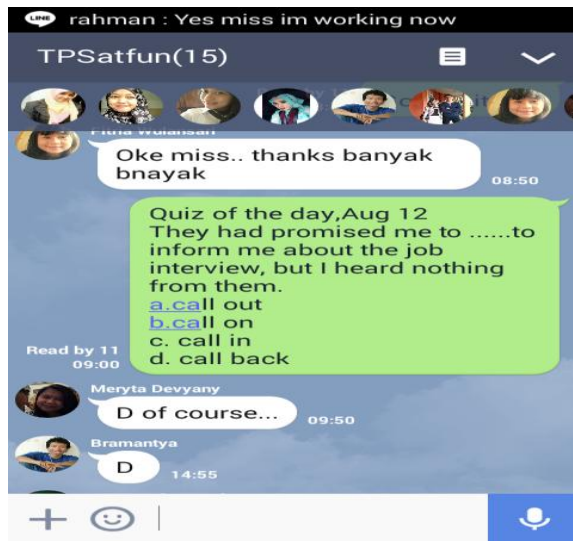 LINE rahman : Yes miss im working now
TPSatfun(15)
Fitria Wulansari
Oke miss.. thanks banyak
bnayak
08:50
Quiz of the day,Aug 12
They had promised me to ......to
inform me about the job
interview, but I heard nothing
from them.
a.call out
b.call on
c. call in
d. call back
Read by 11
09:00
Meryta Devyany
D of course...
09:50
Bramantya
D
14:55